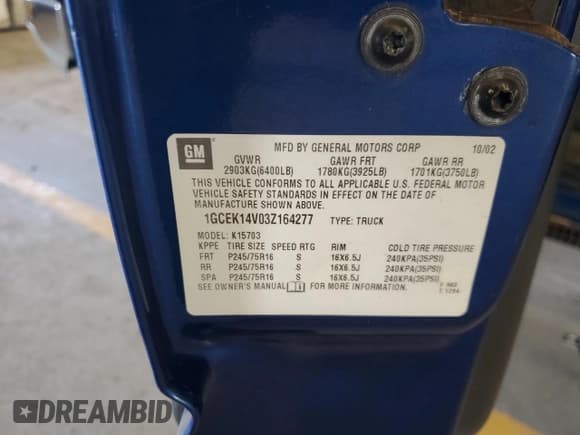 GM
MFD BY GENERAL MOTORS CORP 10/02
GVWR GAWR FRT GAWR RR
2903KG(6400LB) 1780KG(3925LB) 1701KG(3750LB)
THIS VEHICLE CONFORMS TO ALL APPLICABLE U.S. FEDERAL MOTOR
VEHICLE SAFETY STANDARDS IN EFFECT ON THE DATE OF
MANUFACTURE SHOWN ABOVE.
1GCEK14V03Z164277 TYPE: TRUCK
MODEL: K15703
KPPE TIRE SIZE SPEED RTG RIM COLD TIRE PRESSURE
FRT P245/75R16 S 16X6.5J 240KPA(35PSI)
RR P245/75R16 S 16X6.5J 240KPA(35PSI)
SPA P245/75R16 S 16X6.5J 240KPA(35PSI)
SEE OWNER'S MANUAL FOR MORE INFORMATION.
DREAMBID